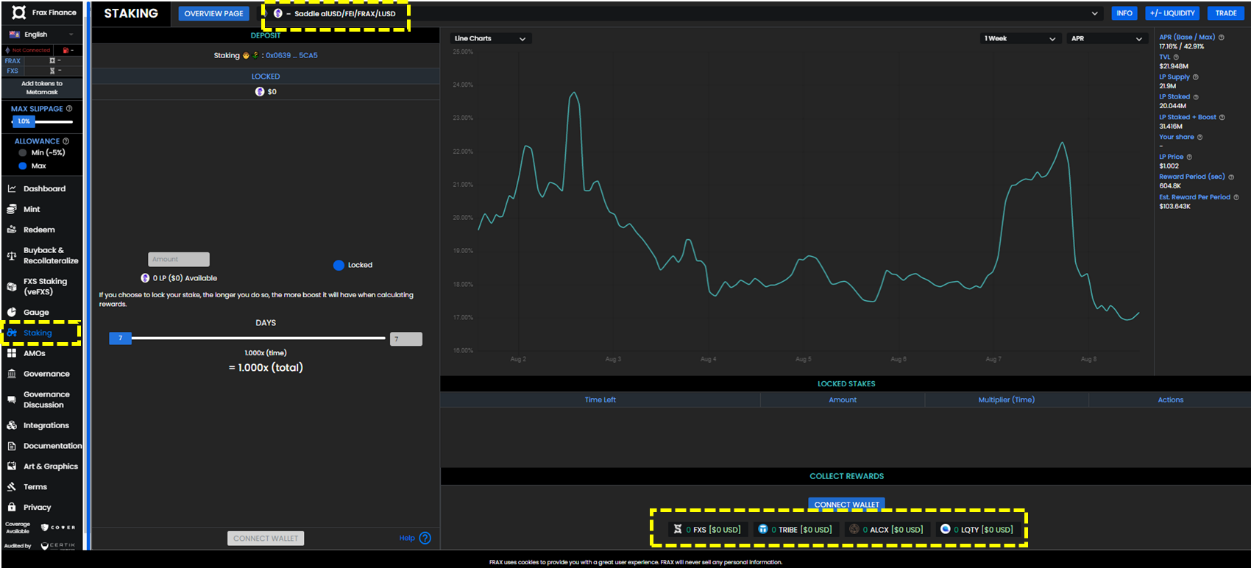 Frax Finance
English
Not Connected
FRAX
FXS
Add tokens to
Metamask
MAX SLIPPAGE
1.0%
ALLOWANCE
Min (~5%)
Max
Dashboard
Mint
Redeem
Buyback &
Recollateralize
FXS Staking
(veFXS)
Gauge
Staking
AMOs
Governance
Governance
Discussion
Integrations
Documentation
Art & Graphics
Terms
Privacy
Coverage
Available
COVER
Audited by
CERTIK
STAKING
OVERVIEW PAGE
– Saddle alUSD/FEI/FRAX/LUSD
INFO
+/- LIQUIDITY
TRADE
DEPOSIT
Staking : 0x0639 ... 5CA5
LOCKED
$0
Amount
Locked
0 LP ($0) Available
If you choose to lock your stake, the longer you do so, the more boost it will have when calculating
rewards.
DAYS
7
7
1.000x (time)
= 1.000x (total)
CONNECT WALLET
Help
Line Charts
1 Week
APR
25.00%
24.00%
23.00%
22.00%
21.00%
20.00%
19.00%
18.00%
17.00%
16.00%
Aug 2
Aug 3
Aug 4
Aug 5
Aug 6
Aug 7
Aug 8
APR (Base / Max)
17.16% / 42.91%
TVL
$21.948M
LP Supply
21.9M
LP Staked
20.044M
LP Staked + Boost
31.416M
Your share
–
LP Price
$1.002
Reward Period (sec)
604.8K
Est. Reward Per Period
$103.643K
LOCKED STAKES
Time Left
Amount
Multiplier (Time)
Actions
COLLECT REWARDS
CONNECT WALLET
0 FXS [$0 USD]
0 TRIBE [$0 USD]
0 ALCX [$0 USD]
0 LQTY [$0 USD]
FRAX uses cookies to provide you with a great user experience. FRAX will never sell any personal information.